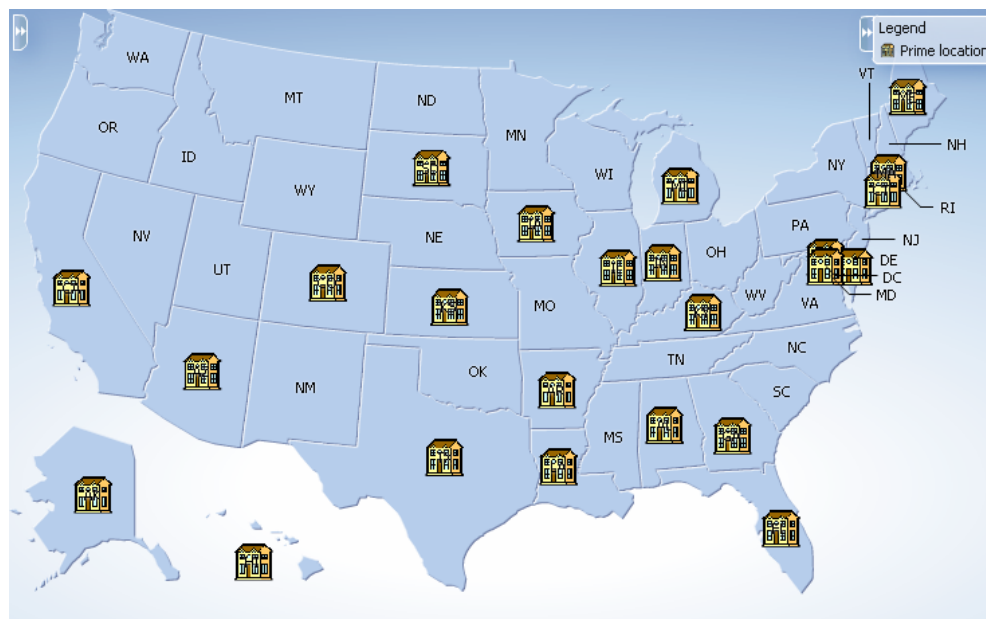 Legend
Prime location
WA
MT
ND
VT
OR
MN
ID
NH
WI
NY
WY
RI
NV
NE
PA
NJ
UT
OH
DE
DC
MD
MO
WV
VA
NM
OK
TN
NC
SC
MS